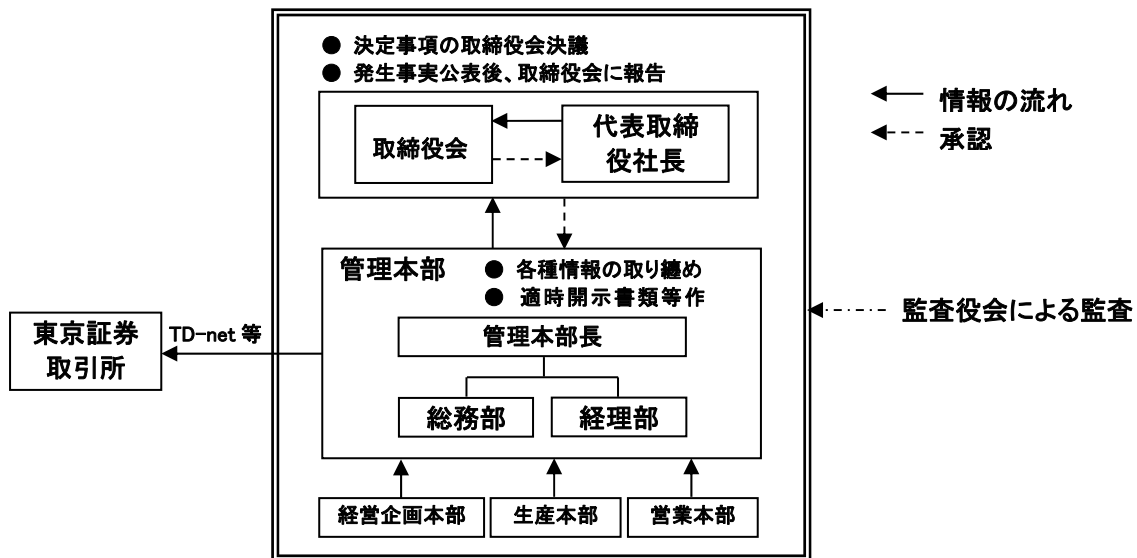 ● 決定事項の取締役会決議
● 発生事実公表後、取締役会に報告
取締役会
代表取締
役社長
情報の流れ
承認
管理本部
● 各種情報の取り纏め
● 適時開示書類等作
管理本部長
総務部
経理部
東京証券
取引所
TD-net 等
監査役会による監査
経営企画本部
生産本部
営業本部